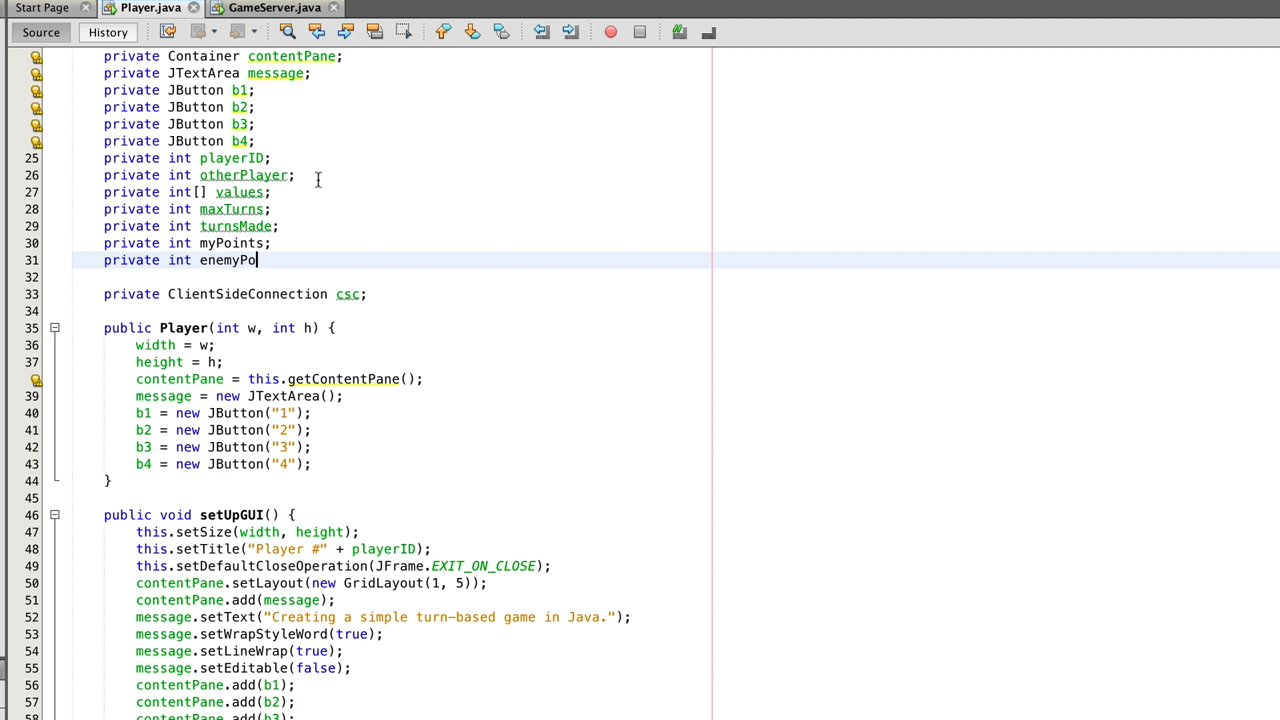 Start Page Player.java GameServer.java
Source History
private Container contentPane;
private JTextArea message;
private JButton b1;
private JButton b2;
private JButton b3;
private JButton b4;
25 private int playerID;
26 private int otherPlayer;
27 private int[] values;
28 private int maxTurns;
29 private int turnsMade;
30 private int myPoints;
31 private int enemyPo
32
33 private ClientSideConnection csc;
34
35 public Player(int w, int h) {
36 width = w;
37 height = h;
contentPane = this.getContentPane();
39 message = new JTextArea();
40 b1 = new JButton("1");
41 b2 = new JButton("2");
42 b3 = new JButton("3");
43 b4 = new JButton("4");
44 }
45
46 public void setUpGUI() {
47 this.setSize(width, height);
48 this.setTitle("Player #" + playerID);
49 this.setDefaultCloseOperation(JFrame.EXIT_ON_CLOSE);
50 contentPane.setLayout(new GridLayout(1, 5));
51 contentPane.add(message);
52 message.setText("Creating a simple turn-based game in Java.");
53 message.setWrapStyleWord(true);
54 message.setLineWrap(true);
55 message.setEditable(false);
56 contentPane.add(b1);
57 contentPane.add(b2);
58 contentPane.add(b3);